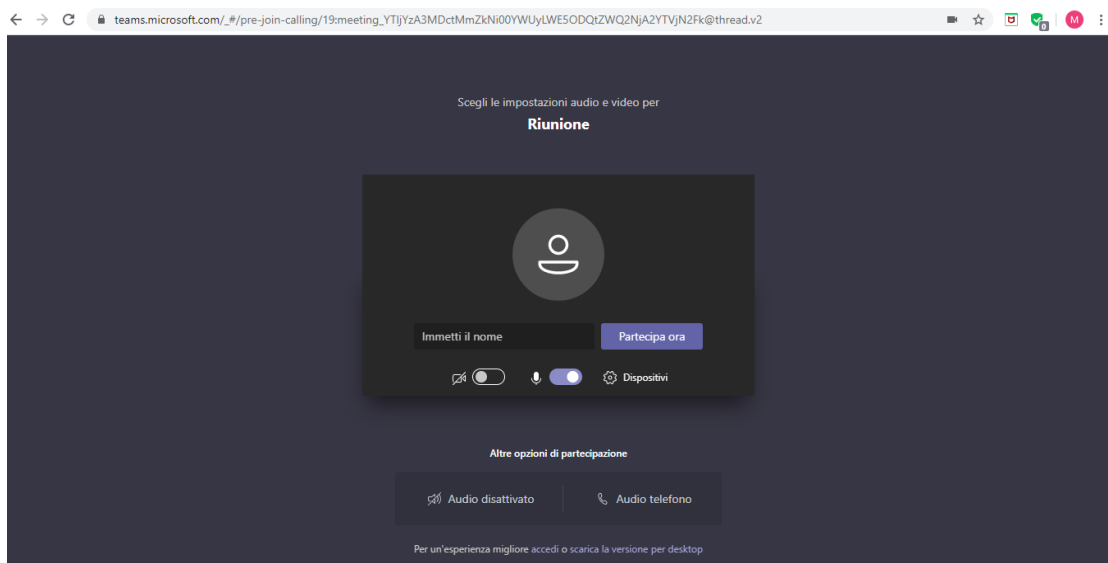 teams.microsoft.com/_#/pre-join-calling/19:meeting_YTljYzA3MDctMmZkNi00YWUyLWE5ODQtZWQ2NjA2YTVjN2Fk@thread.v2
0
M
Scegli le impostazioni audio e video per
Riunione
Immetti il nome
Partecipa ora
Dispositivi
Altre opzioni di partecipazione
Audio disattivato
Audio telefono
Per un'esperienza migliore accedi o scarica la versione per desktop